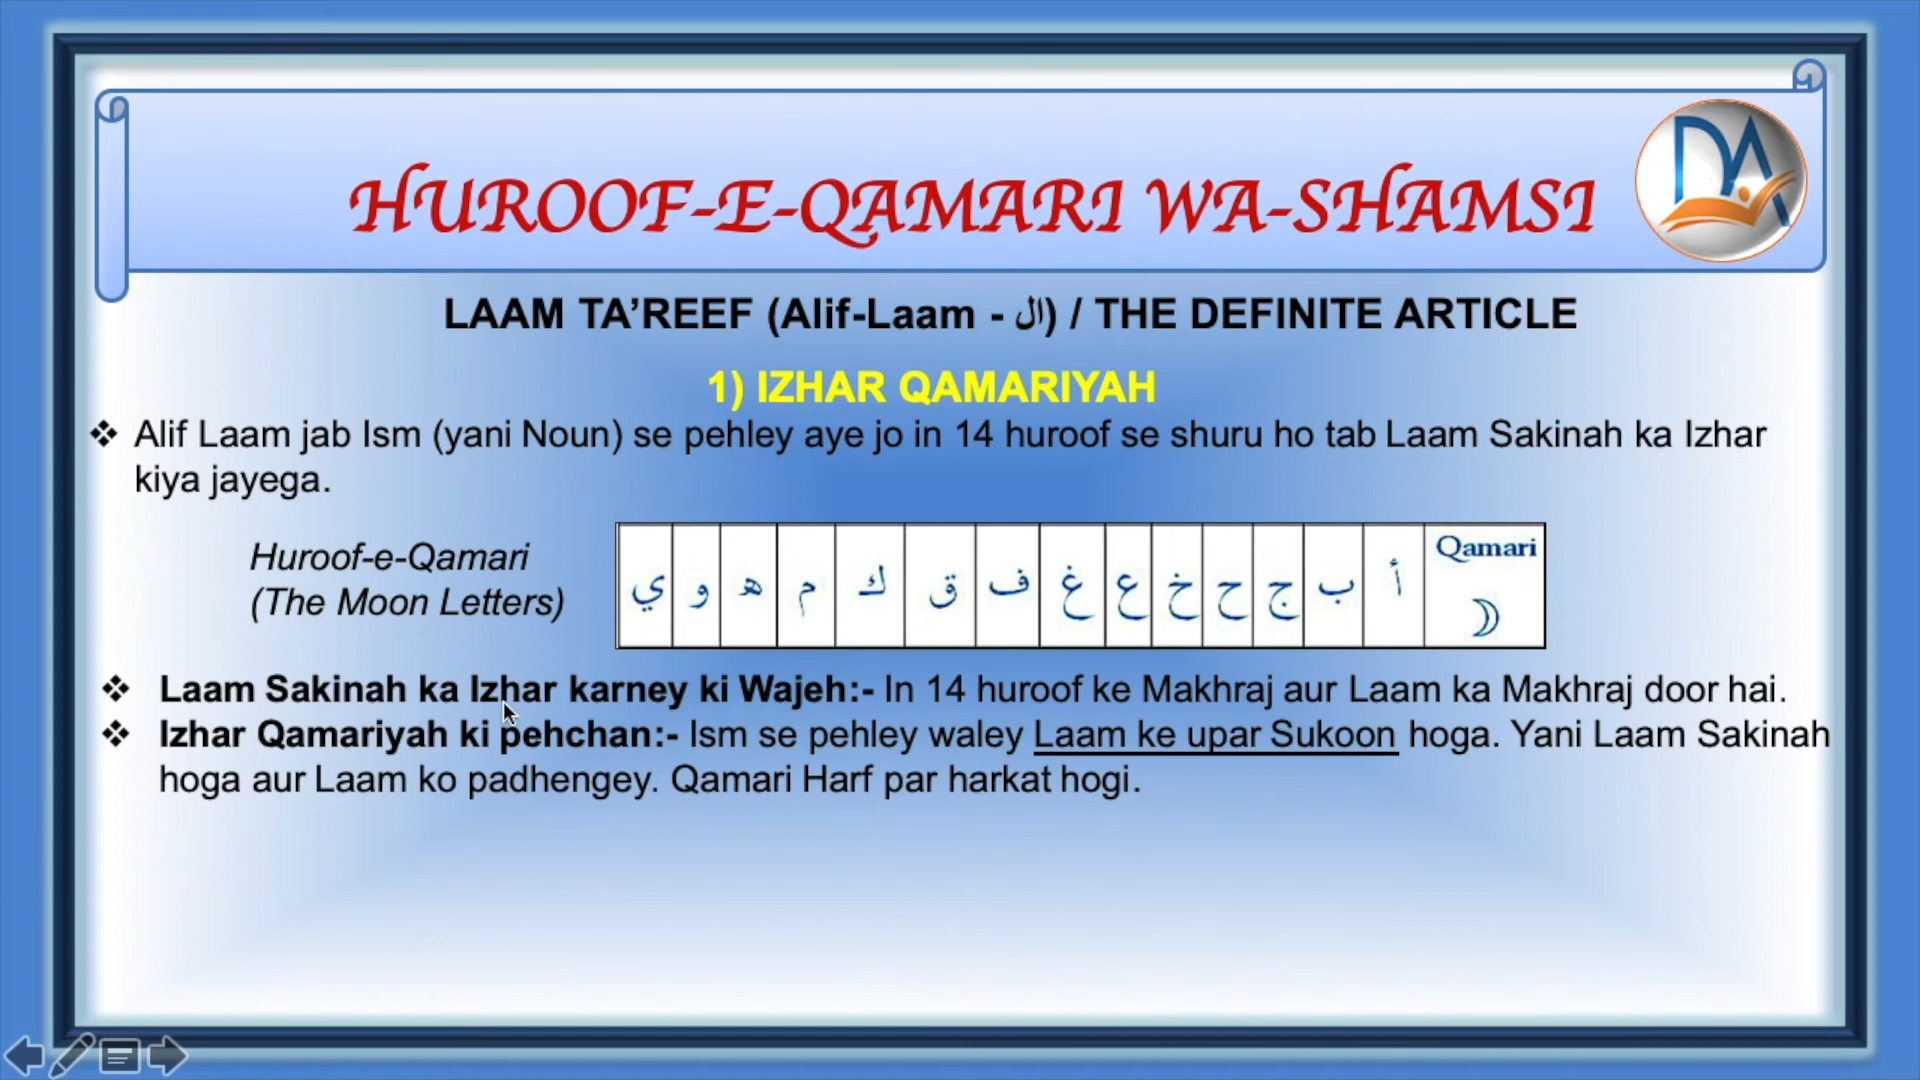 HUROOF-E-QAMARI WA-SHAMSI
DA
LAAM TA’REEF (Alif-Laam - ال) / THE DEFINITE ARTICLE
1) IZHAR QAMARIYAH
❖ Alif Laam jab Ism (yani Noun) se pehley aye jo in 14 huroof se shuru ho tab Laam Sakinah ka Izhar
kiya jayega.
Huroof-e-Qamari
(The Moon Letters)
Qamari
أ ب ج ح خ ع غ ف ق ك م ه و ي
❖ Laam Sakinah ka Izhar karney ki Wajeh:- In 14 huroof ke Makhraj aur Laam ka Makhraj door hai.
❖ Izhar Qamariyah ki pehchan:- Ism se pehley waley Laam ke upar Sukoon hoga. Yani Laam Sakinah
hoga aur Laam ko padhengey. Qamari Harf par harkat hogi.